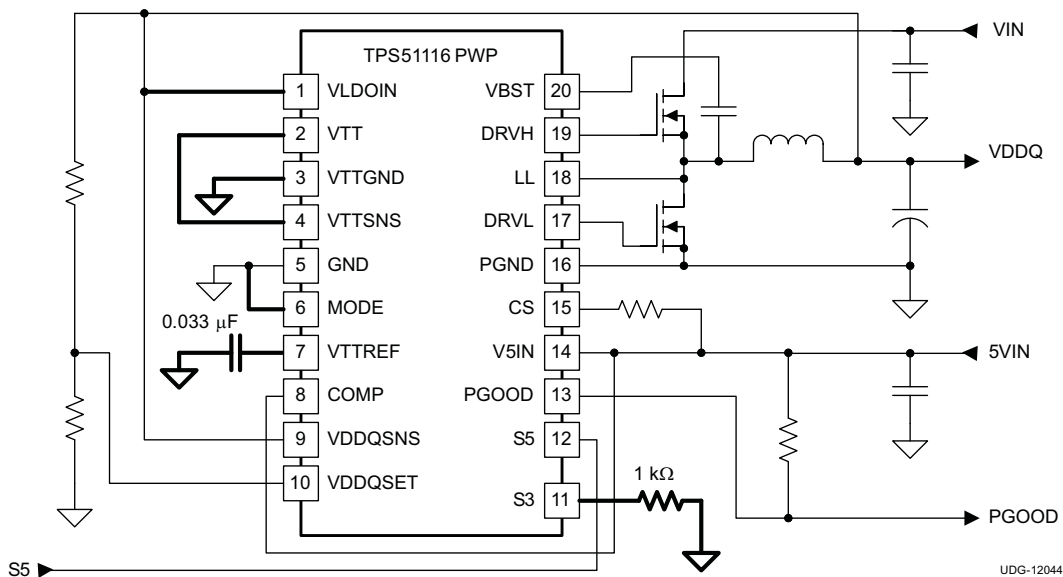 VIN
TPS51116 PWP
1 VLDOIN VBST 20
2 VTT DRVH 19
VDDQ
3 VTTGND LL 18
4 VTTSNS DRVL 17
5 GND PGND 16
6 MODE CS 15
0.033 μF
7 VTTREF V5IN 14
5VIN
8 COMP PGOOD 13
9 VDDQSNS S5 12
10 VDDQSET
1 kΩ
S3 11
PGOOD
S5
UDG-12044